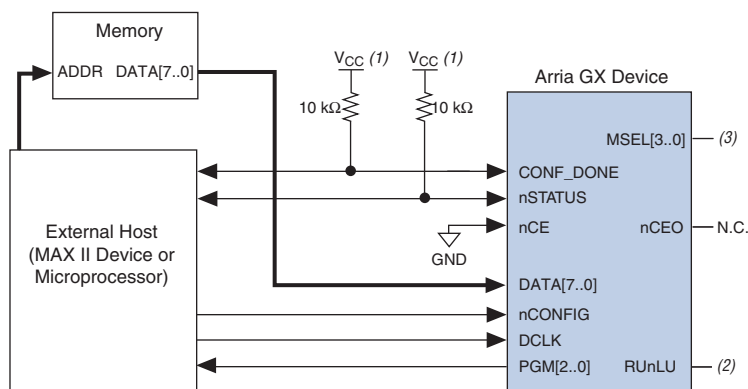 Memory
ADDR DATA[7..0]
VCC (1)
VCC (1)
10 kΩ
10 kΩ
Arria GX Device
MSEL[3..0]
(3)
CONF_DONE
nSTATUS
nCE
nCEO
N.C.
GND
External Host
(MAX II Device or
Microprocessor)
DATA[7..0]
nCONFIG
DCLK
PGM[2..0]
RUnLU
(2)